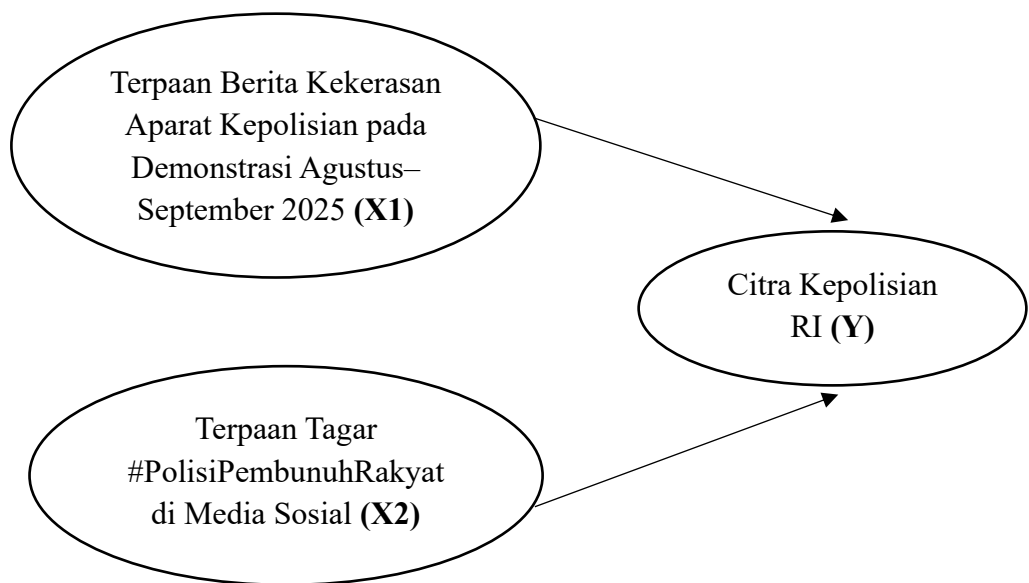 Terpaan Berita Kekerasan
Aparat Kepolisian pada
Demonstrasi Agustus–
September 2025 (X1)
Citra Kepolisian
RI (Y)
Terpaan Tagar
#PolisiPembunuhRakyat
di Media Sosial (X2)